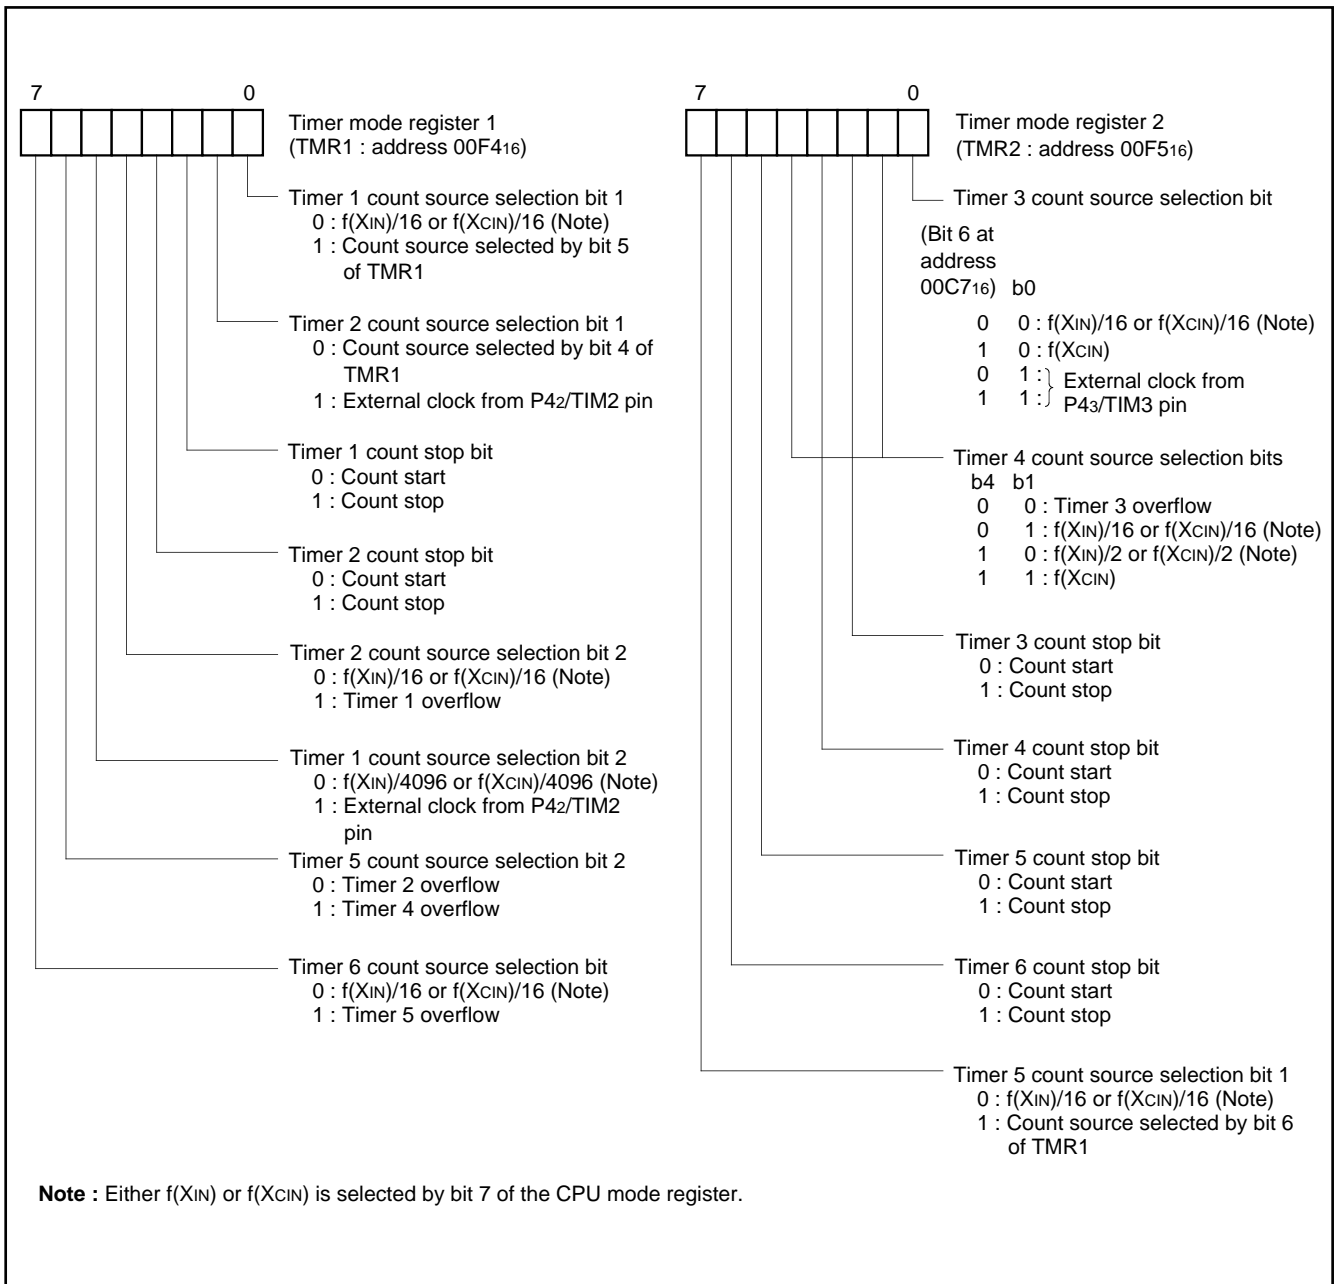 7 0
Timer mode register 1
(TMR1 : address 00F416)
Timer 1 count source selection bit 1
0 : f(XIN)/16 or f(XCIN)/16 (Note)
1 : Count source selected by bit 5
of TMR1
Timer 2 count source selection bit 1
0 : Count source selected by bit 4 of
TMR1
1 : External clock from P42/TIM2 pin
Timer 1 count stop bit
0 : Count start
1 : Count stop
Timer 2 count stop bit
0 : Count start
1 : Count stop
Timer 2 count source selection bit 2
0 : f(XIN)/16 or f(XCIN)/16 (Note)
1 : Timer 1 overflow
Timer 1 count source selection bit 2
0 : f(XIN)/4096 or f(XCIN)/4096 (Note)
1 : External clock from P42/TIM2
pin
Timer 5 count source selection bit 2
0 : Timer 2 overflow
1 : Timer 4 overflow
Timer 6 count source selection bit
0 : f(XIN)/16 or f(XCIN)/16 (Note)
1 : Timer 5 overflow
7 0
Timer mode register 2
(TMR2 : address 00F516)
Timer 3 count source selection bit
(Bit 6 at
address
00C716) b0
0 0 : f(XIN)/16 or f(XCIN)/16 (Note)
1 0 : f(XCIN)
0 1 :
1 1 :
External clock from
P43/TIM3 pin
Timer 4 count source selection bits
b4 b1
0 0 : Timer 3 overflow
0 1 : f(XIN)/16 or f(XCIN)/16 (Note)
1 0 : f(XIN)/2 or f(XCIN)/2 (Note)
1 1 : f(XCIN)
Timer 3 count stop bit
0 : Count start
1 : Count stop
Timer 4 count stop bit
0 : Count start
1 : Count stop
Timer 5 count stop bit
0 : Count start
1 : Count stop
Timer 6 count stop bit
0 : Count start
1 : Count stop
Timer 5 count source selection bit 1
0 : f(XIN)/16 or f(XCIN)/16 (Note)
1 : Count source selected by bit 6
of TMR1
Note : Either f(XIN) or f(XCIN) is selected by bit 7 of the CPU mode register.